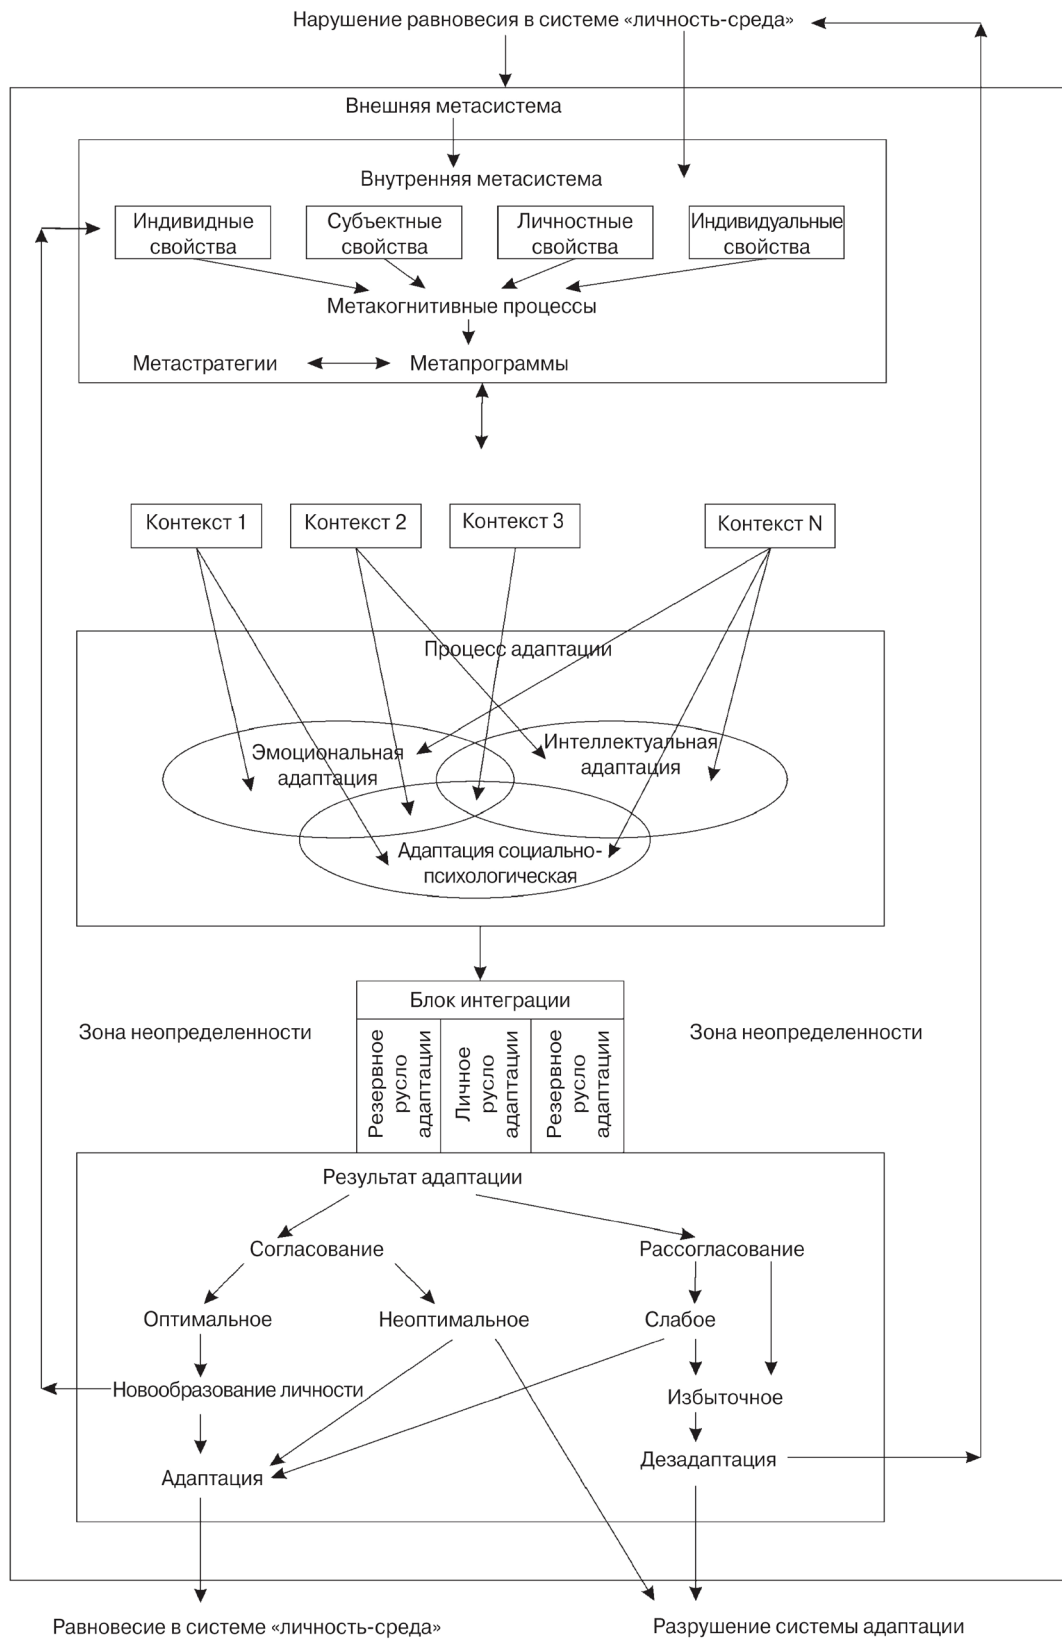 Нарушение равновесия в системе «личность-среда»
Внешняя метасистема
Внутренняя метасистема
Индивидные
свойства
Субъектные
свойства
Личностные
свойства
Индивидуальные
свойства
Метакогнитивные процессы
Метастратегии
Метапрограммы
Контекст 1
Контекст 2
Контекст 3
Контекст N
Процесс адаптации
Эмоциональная
адаптация
Интеллектуальная
адаптация
Адаптация социально-
психологическая
Блок интеграции
Зона неопределенности
Резервное
русло
адаптации
Личное
русло
адаптации
Резервное
русло
адаптации
Зона неопределенности
Результат адаптации
Согласование
Рассогласование
Оптимальное
Неоптимальное
Слабое
Новообразование личности
Избыточное
Адаптация
Дезадаптация
Равновесие в системе «личность-среда»
Разрушение системы адаптации